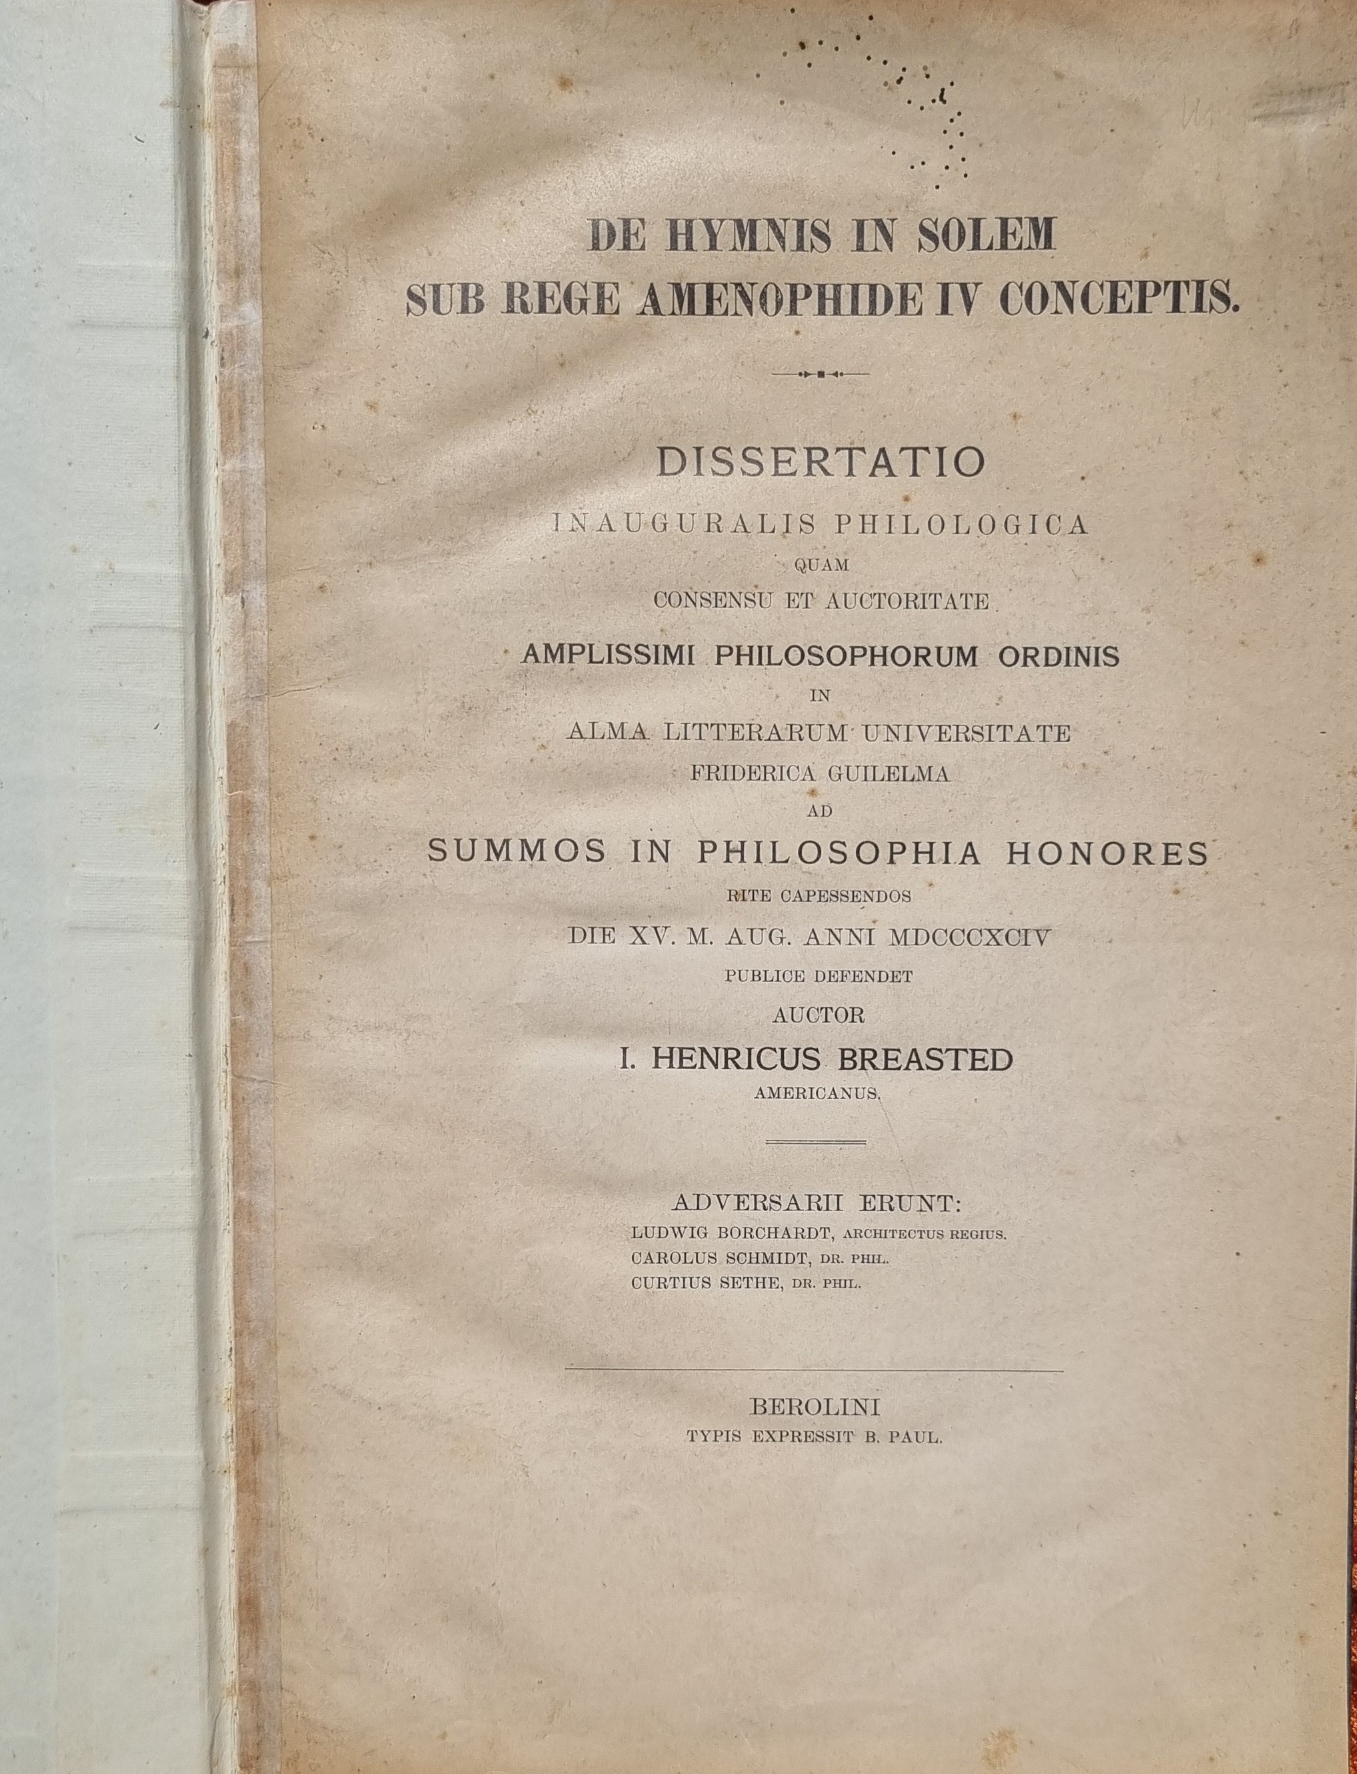 DE HYMNIS IN SOLEM
SUB REGE AMENOPHIDE IV CONCEPTIS.
DISSERTATIO
INAUGURALIS PHILOLOGICA
QUAM
CONSENSU ET AUCTORITATE
AMPLISSIMI PHILOSOPHORUM ORDINIS
IN
ALMA LITTERARUM UNIVERSITATE
FRIDERICA GUILELMA
AD
SUMMOS IN PHILOSOPHIA HONORES
RITE CAPESSENDOS
DIE XV. M. AUG. ANNI MDCCCXCIV
PUBLICE DEFENDET
AUCTOR
I. HENRICUS BREASTED
AMERICANUS.
ADVERSARII ERUNT:
LUDWIG BORCHARDT, ARCHITECTUS REGIUS.
CAROLUS SCHMIDT, DR. PHIL.
CURTIUS SETHE, DR. PHIL.
BEROLINI
TYPIS EXPRESSIT B. PAUL.